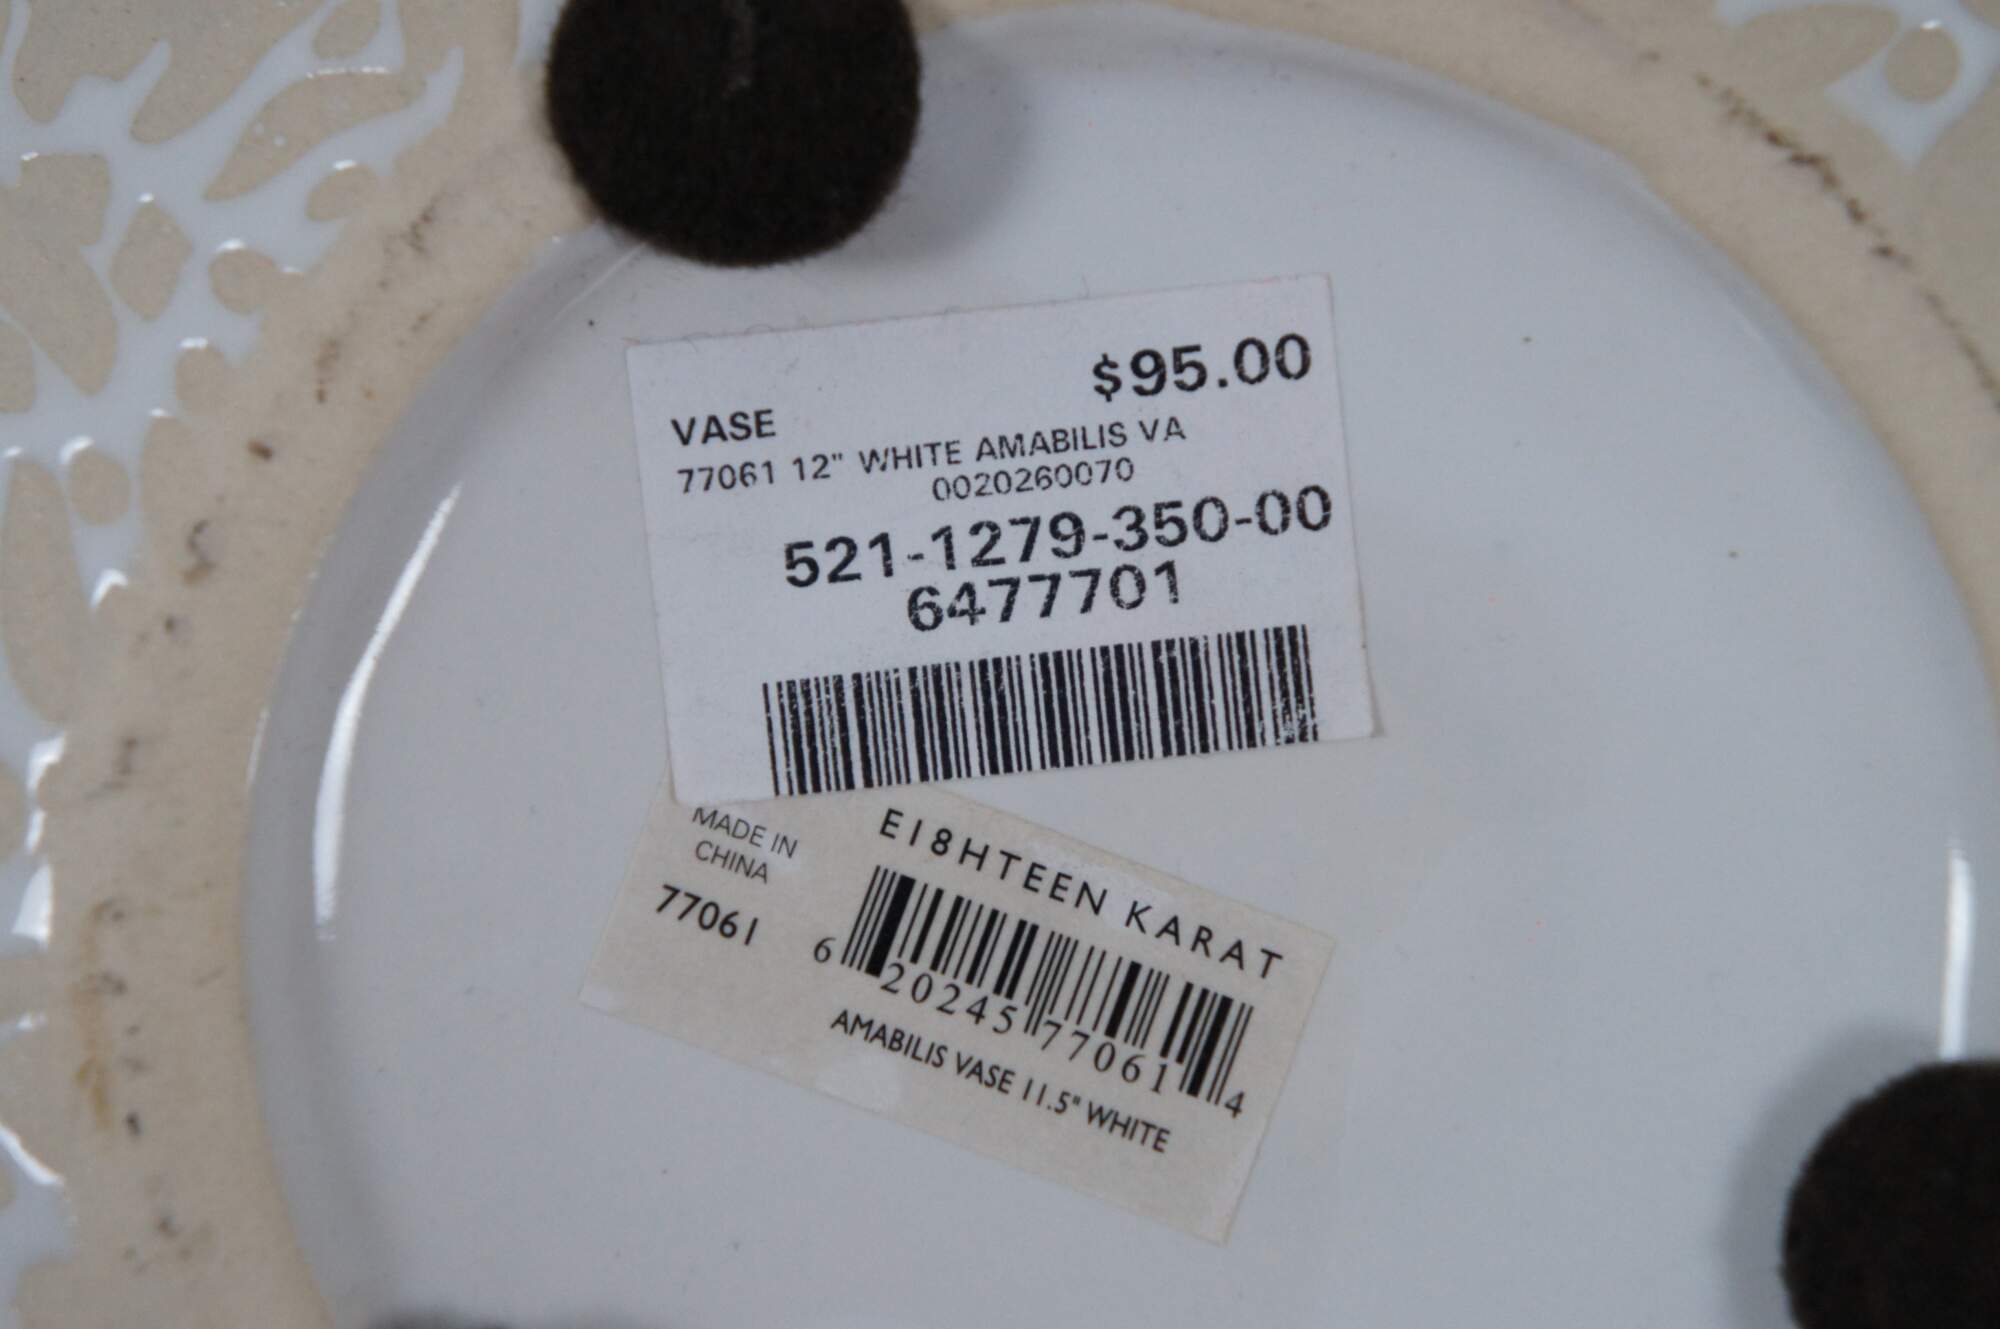 $95.00
VASE
77061 12" WHITE AMABILIS VA
0020260070
521-1279-350-00
6477701
MADE IN
CHINA
77061
EI8HTEEN KARAT
6 20245 77061 4
AMABILIS VASE 11.5" WHITE